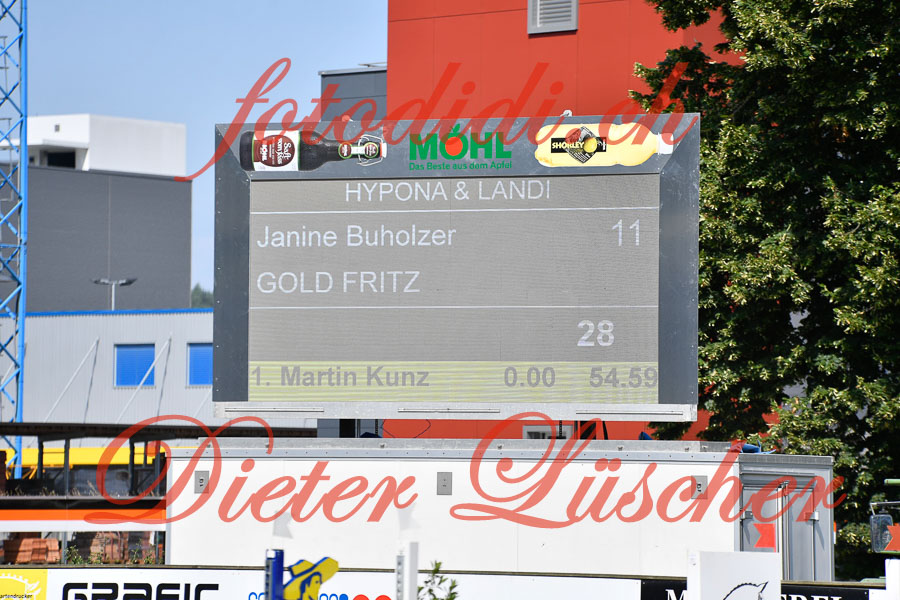 fotodidi.ch
MÖHL
Das Beste aus dem Apfel
SHORLEY
HYPONA & LANDI
Janine Buholzer 11
GOLD FRITZ
28
1. Martin Kunz 0.00 54.59
Dieter Lüscher
GRAFIC